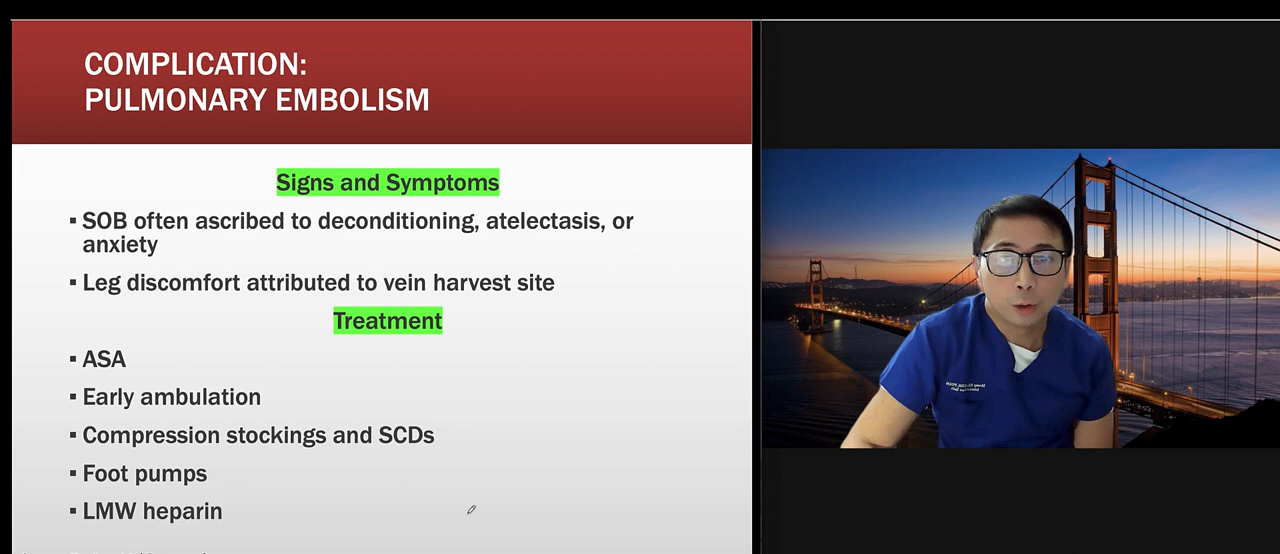 COMPLICATION:
PULMONARY EMBOLISM
Signs and Symptoms
▪ SOB often ascribed to deconditioning, atelectasis, or
anxiety
▪ Leg discomfort attributed to vein harvest site
Treatment
▪ ASA
▪ Early ambulation
▪ Compression stockings and SCDs
▪ Foot pumps
▪ LMW heparin